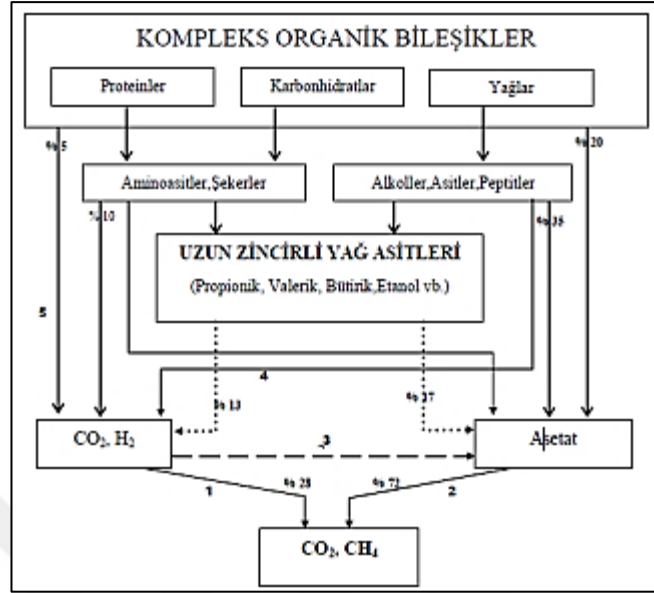 KOMPLEKS ORGANİK BİLEŞİKLER
Proteinler
Karbonhidratlar
Yağlar
% 5
% 20
Aminoasitler,Şekerler
Alkoller,Asitler,Peptitler
% 10
% 35
UZUN ZİNCİRLİ YAĞ ASİTLERİ
(Propionik, Valerik, Bütirik,Etanol vb.)
5
4
% 13
% 17
CO₂, H₂
3
Asetat
1
% 28
% 72
2
CO₂, CH₄